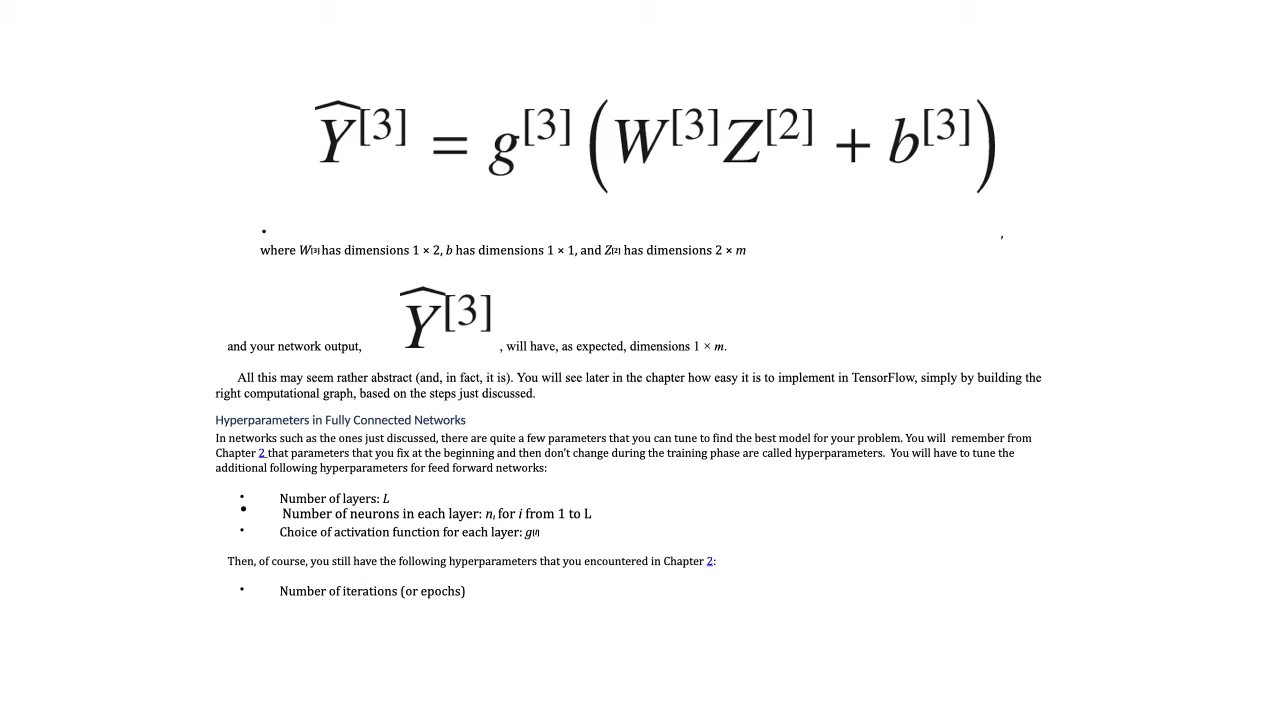 Ŷ[3] = g[3] (W[3]Z[2] + b[3])
• ,
where W[3] has dimensions 1 × 2, b has dimensions 1 × 1, and Z[2] has dimensions 2 × m
and your network output, Ŷ[3] , will have, as expected, dimensions 1 × m.
All this may seem rather abstract (and, in fact, it is). You will see later in the chapter how easy it is to implement in TensorFlow, simply by building the
right computational graph, based on the steps just discussed.
Hyperparameters in Fully Connected Networks
In networks such as the ones just discussed, there are quite a few parameters that you can tune to find the best model for your problem. You will remember from
Chapter 2 that parameters that you fix at the beginning and then don't change during the training phase are called hyperparameters. You will have to tune the
additional following hyperparameters for feed forward networks:
• Number of layers: L
• Number of neurons in each layer: ni for i from 1 to L
• Choice of activation function for each layer: g[l]
Then, of course, you still have the following hyperparameters that you encountered in Chapter 2:
• Number of iterations (or epochs)